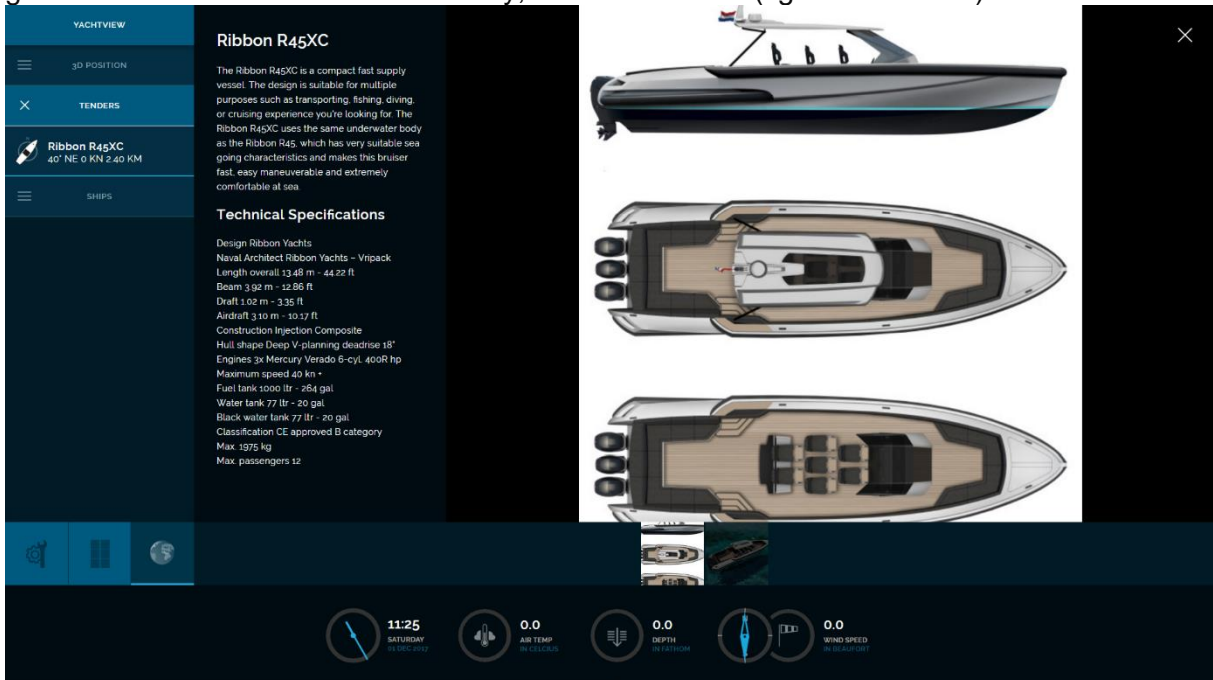 YACHTVIEW
3D POSITION
TENDERS
Ribbon R45XC
40° NE 0 KN 2.40 KM
SHIPS
Ribbon R45XC
The Ribbon R45XC is a compact fast supply
vessel. The design is suitable for multiple
purposes such as transporting, fishing, diving,
or cruising experience you're looking for. The
Ribbon R45XC uses the same underwater body
as the Ribbon R45, which has very suitable sea
going characteristics and makes this bruiser
fast, easy maneuverable and extremely
comfortable at sea.
Technical Specifications
Design Ribbon Yachts
Naval Architect Ribbon Yachts – Vripack
Length overall 13.48 m - 44.22 ft
Beam 3.92 m - 12.86 ft
Draft 1.02 m - 3.35 ft
Airdraft 3.10 m - 10.17 ft
Construction Injection Composite
Hull shape Deep V-planning deadrise 18°
Engines 3x Mercury Verado 6-cyl. 400R hp
Maximum speed 40 kn +
Fuel tank 1000 ltr - 264 gal
Water tank 77 ltr - 20 gal
Black water tank 77 ltr - 20 gal
Classification CE approved B category
Max. 1975 kg
Max. passengers 12
11:25
SATURDAY
01 DEC 2017
0.0
AIR TEMP
IN CELCIUS
0.0
DEPTH
IN FATHOM
0.0
WIND SPEED
IN BEAUFORT